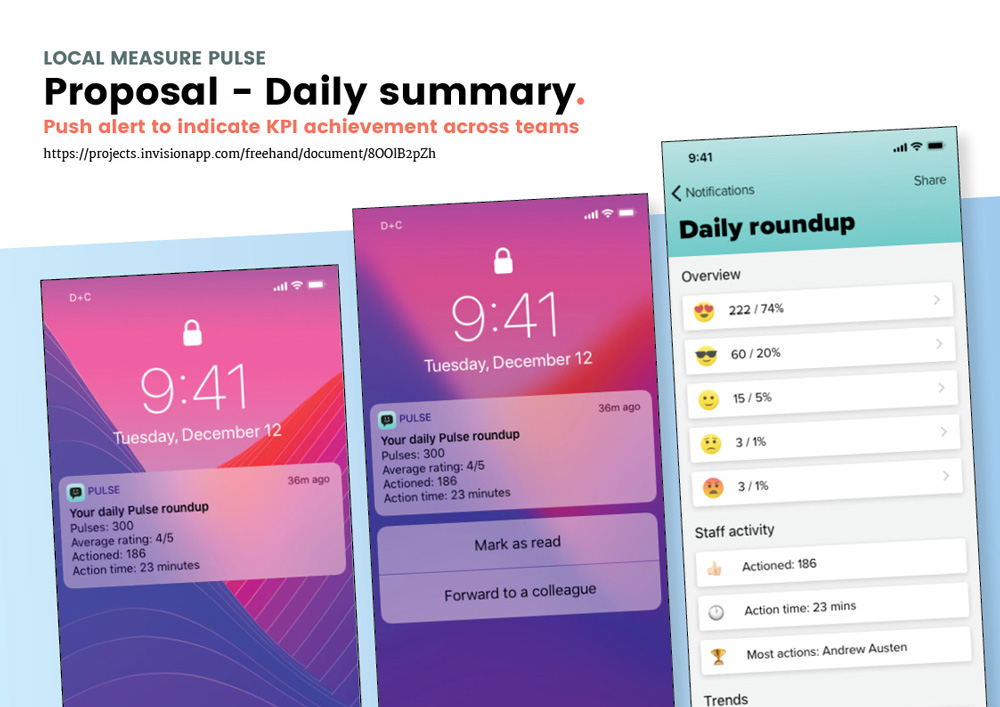 LOCAL MEASURE PULSE
Proposal - Daily summary.
Push alert to indicate KPI achievement across teams
https://projects.invisionapp.com/freehand/document/8OOlB2pZh
D+C
9:41
Tuesday, December 12
PULSE
36m ago
Your daily Pulse roundup
Pulses: 300
Average rating: 4/5
Actioned: 186
Action time: 23 minutes
D+C
9:41
Tuesday, December 12
PULSE
36m ago
Your daily Pulse roundup
Pulses: 300
Average rating: 4/5
Actioned: 186
Action time: 23 minutes
Mark as read
Forward to a colleague
9:41
Notifications
Share
Daily roundup
Overview
222 / 74%
60 / 20%
15 / 5%
3 / 1%
3 / 1%
Staff activity
Actioned: 186
Action time: 23 mins
Most actions: Andrew Austen
Trends